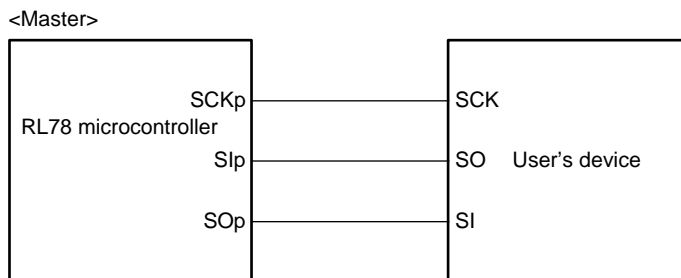 <Master>
SCKp
SCK
RL78 microcontroller
SIp
SO
User's device
SOp
SI